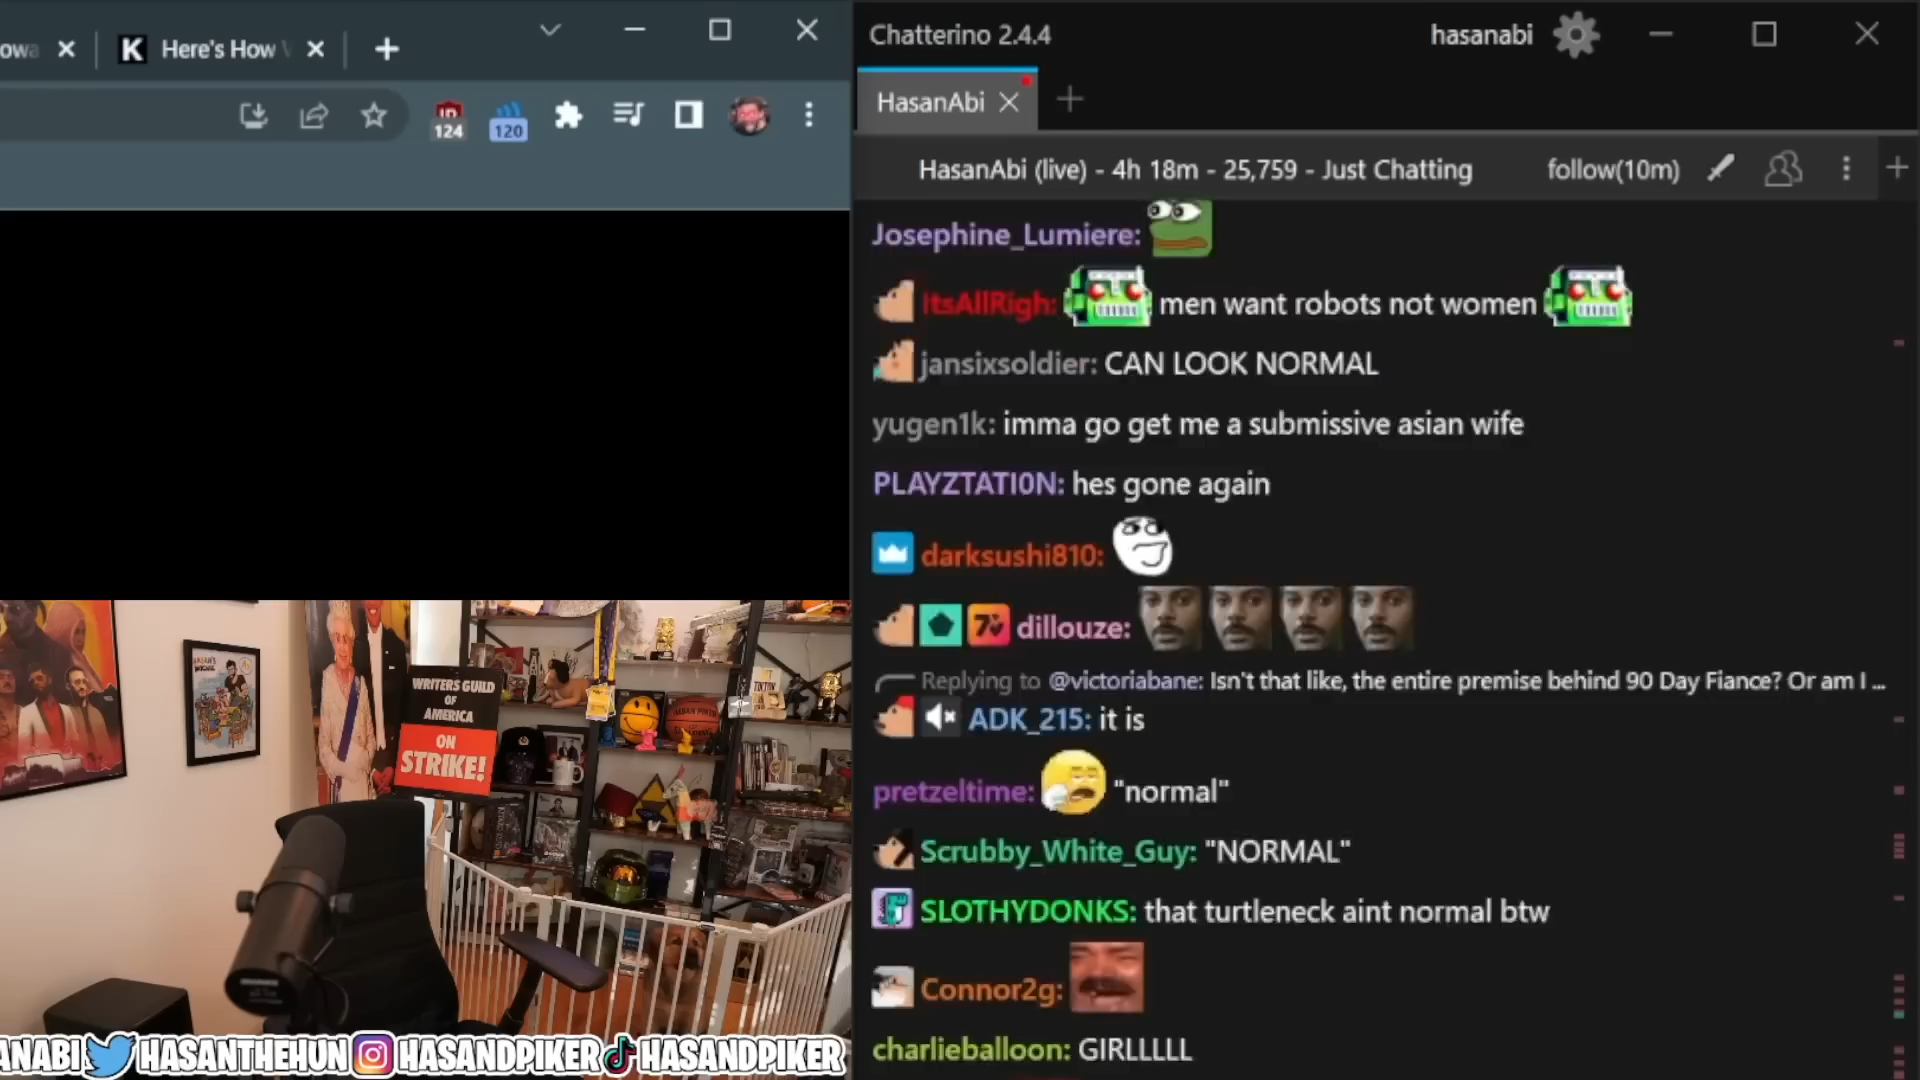 owa
Here's How
124
120
Chatterino 2.4.4
hasanabi
HasanAbi
HasanAbi (live) - 4h 18m - 25,759 - Just Chatting
follow(10m)
Josephine_Lumiere:
ItsAllRigh: men want robots not women
jansixsoldier: CAN LOOK NORMAL
yugen1k: imma go get me a submissive asian wife
PLAYZTATI0N: hes gone again
darksushi810:
dillouze:
Replying to @victoriabane: Isn't that like, the entire premise behind 90 Day Fiance? Or am I ...
ADK_215: it is
pretzeltime: "normal"
Scrubby_White_Guy: "NORMAL"
SLOTHYDONKS: that turtleneck aint normal btw
Connor2g:
charlieballoon: GIRLLLLL
WRITERS GUILD
OF
AMERICA
ON
STRIKE!
ANABI HASANTHEHUN HASANDPIKER HASANDPIKER